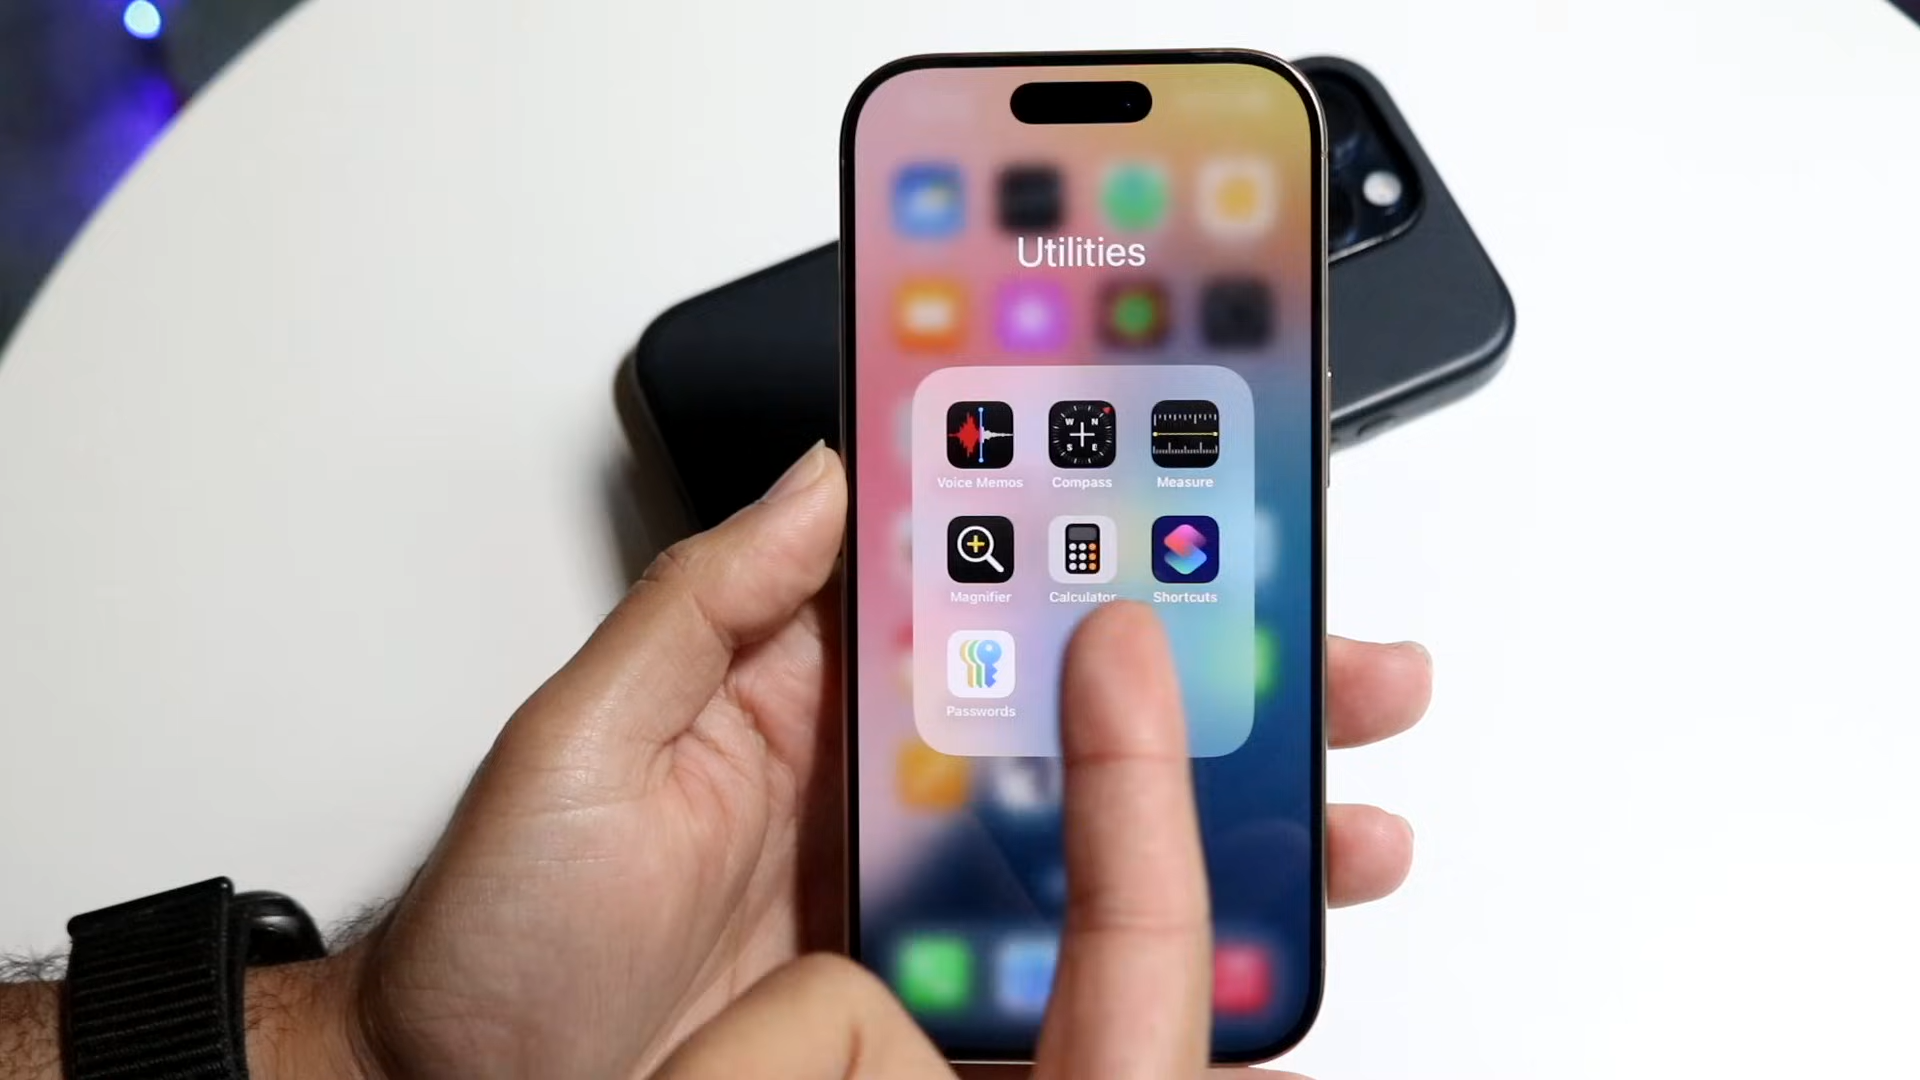 Utilities
Voice Memos
Compass
Measure
W N
S E
Magnifier
Calculator
Shortcuts
Passwords